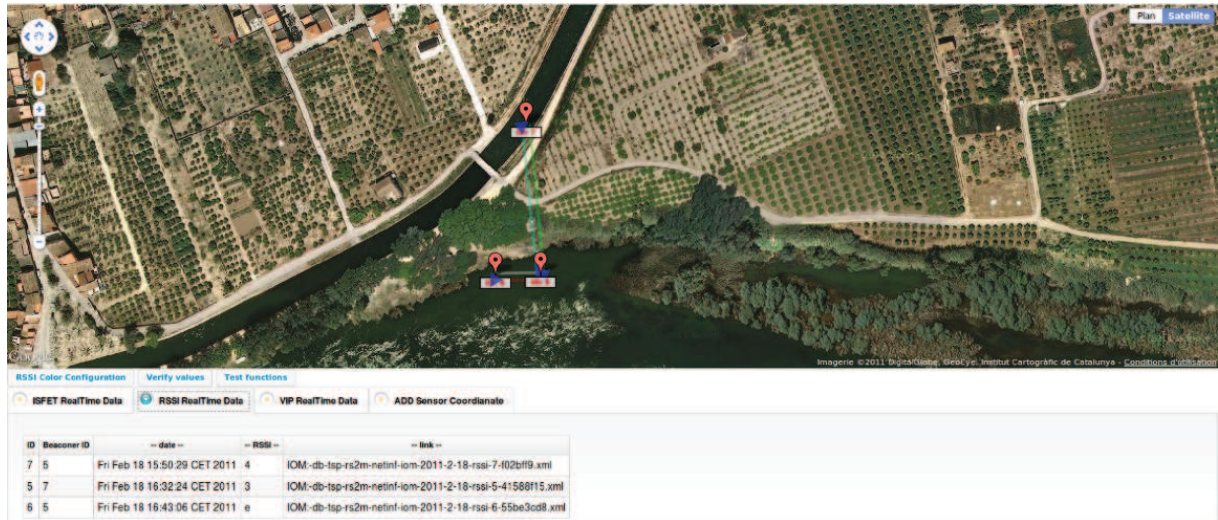 Plan Satellite
Imagerie ©2011 DigitalGlobe, GeoEye, Institut Cartogràfic de Catalunya - Conditions d'utilisation
RSSI Color Configuration Verify values Test functions
ISFET RealTime Data RSSI RealTime Data VIP RealTime Data ADD Sensor Coordianate
ID Beaconer ID -- date -- -- RSSI -- -- link --
7 5 Fri Feb 18 15:50:29 CET 2011 4 IOM:-db-tsp-rs2m-netinf-iom-2011-2-18-rssi-7-f02bff9.xml
5 7 Fri Feb 18 16:32:24 CET 2011 3 IOM:-db-tsp-rs2m-netinf-iom-2011-2-18-rssi-5-41588f15.xml
6 5 Fri Feb 18 16:43:06 CET 2011 e IOM:-db-tsp-rs2m-netinf-iom-2011-2-18-rssi-6-55be3cd8.xml